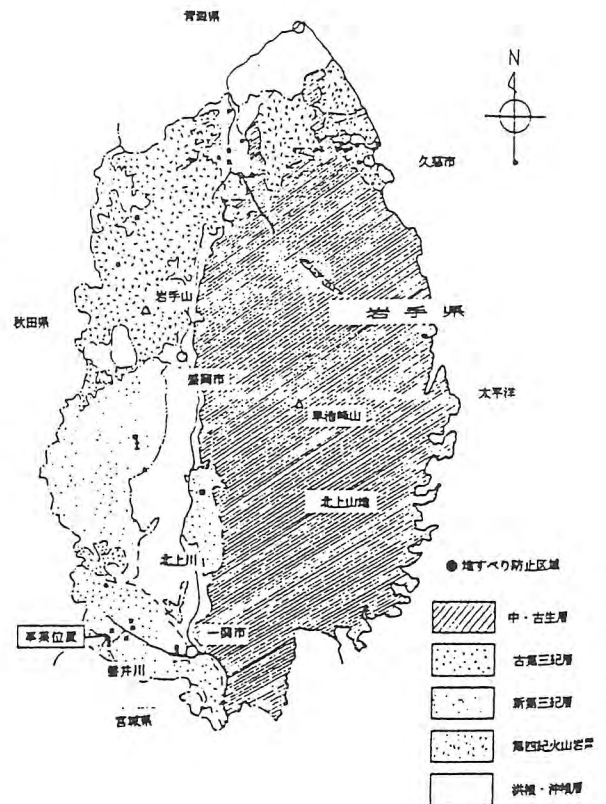 青森県
N
久慈市
岩手山
岩手県
秋田県
盛岡市
太平洋
早池峰山
北上山地
北上川
●地すべり防止区域
事業位置
一関市
中・古生層
磐井川
古第三紀層
宮城県
新第三紀層
第四紀火山岩層
洪積・沖積層